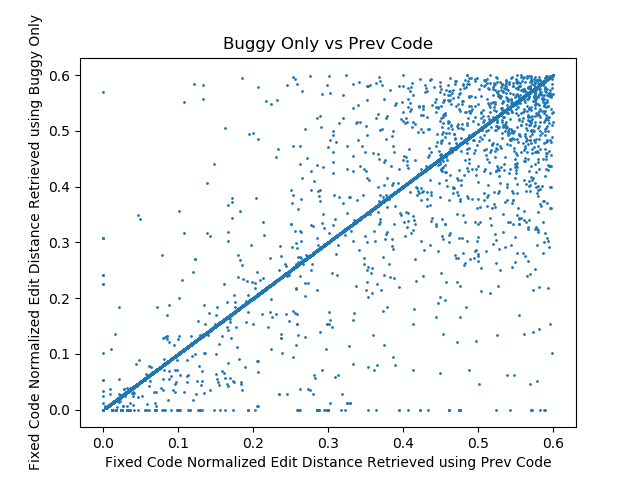 Buggy Only vs Prev Code
Fixed Code Normalized Edit Distance Retrieved using Buggy Only
0.6
0.5
0.4
0.3
0.2
0.1
0.0
0.0 0.1 0.2 0.3 0.4 0.5 0.6
Fixed Code Normalized Edit Distance Retrieved using Prev Code